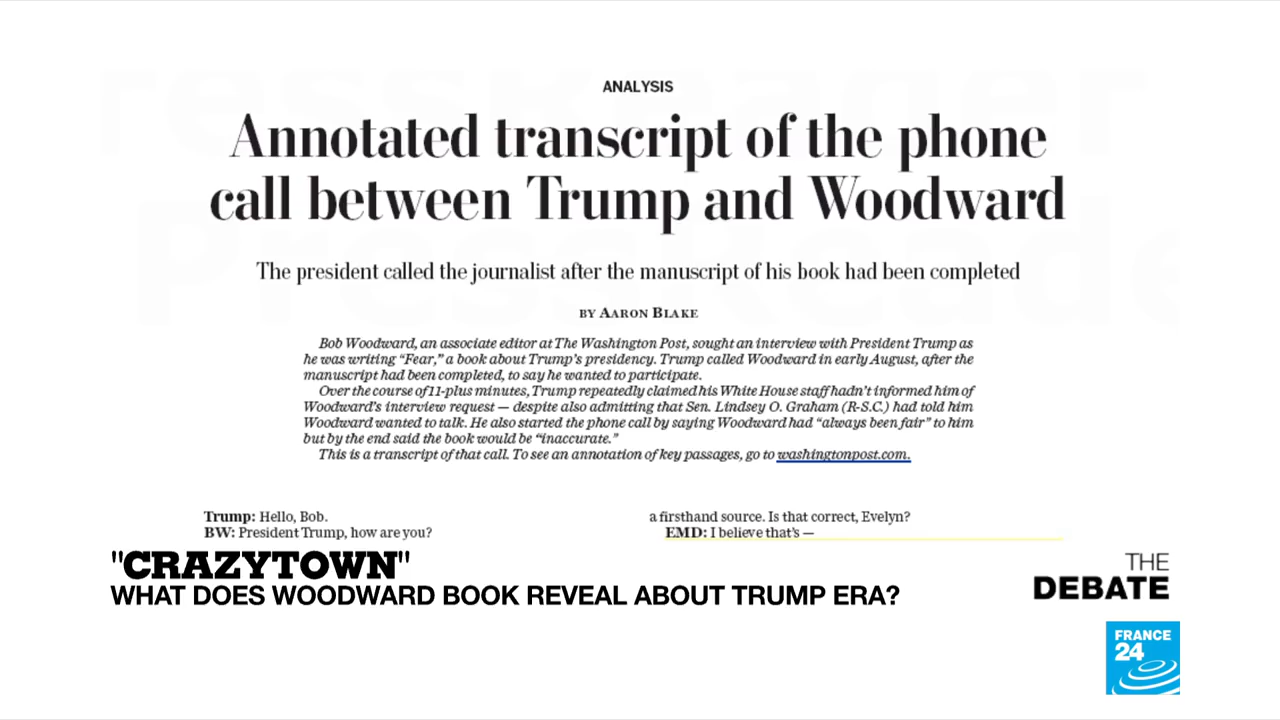 ANALYSIS
Annotated transcript of the phone
call between Trump and Woodward
The president called the journalist after the manuscript of his book had been completed
BY AARON BLAKE
Bob Woodward, an associate editor at The Washington Post, sought an interview with President Trump as
he was writing “Fear,” a book about Trump’s presidency. Trump called Woodward in early August, after the
manuscript had been completed, to say he wanted to participate.
Over the course of 11-plus minutes, Trump repeatedly claimed his White House staff hadn’t informed him of
Woodward’s interview request — despite also admitting that Sen. Lindsey O. Graham (R-S.C.) had told him
Woodward wanted to talk. He also started the phone call by saying Woodward had “always been fair” to him
but by the end said the book would be “inaccurate.”
This is a transcript of that call. To see an annotation of key passages, go to washingtonpost.com.
Trump: Hello, Bob.
BW: President Trump, how are you?
a firsthand source. Is that correct, Evelyn?
EMD: I believe that’s —
"CRAZYTOWN"
WHAT DOES WOODWARD BOOK REVEAL ABOUT TRUMP ERA?
THE
DEBATE
FRANCE
24